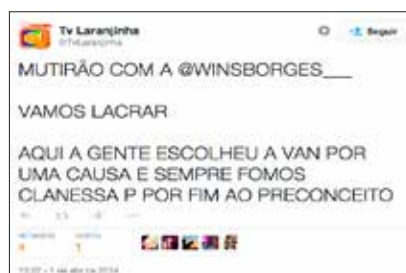 Tv Laranjinha
@TvLaranjinha
Seguir
MUTIRÃO COM A @WINSBORGES___
VAMOS LACRAR
AQUI A GENTE ESCOLHEU A VAN POR
UMA CAUSA E SEMPRE FOMOS
CLANESSA P POR FIM AO PRECONCEITO
4 1